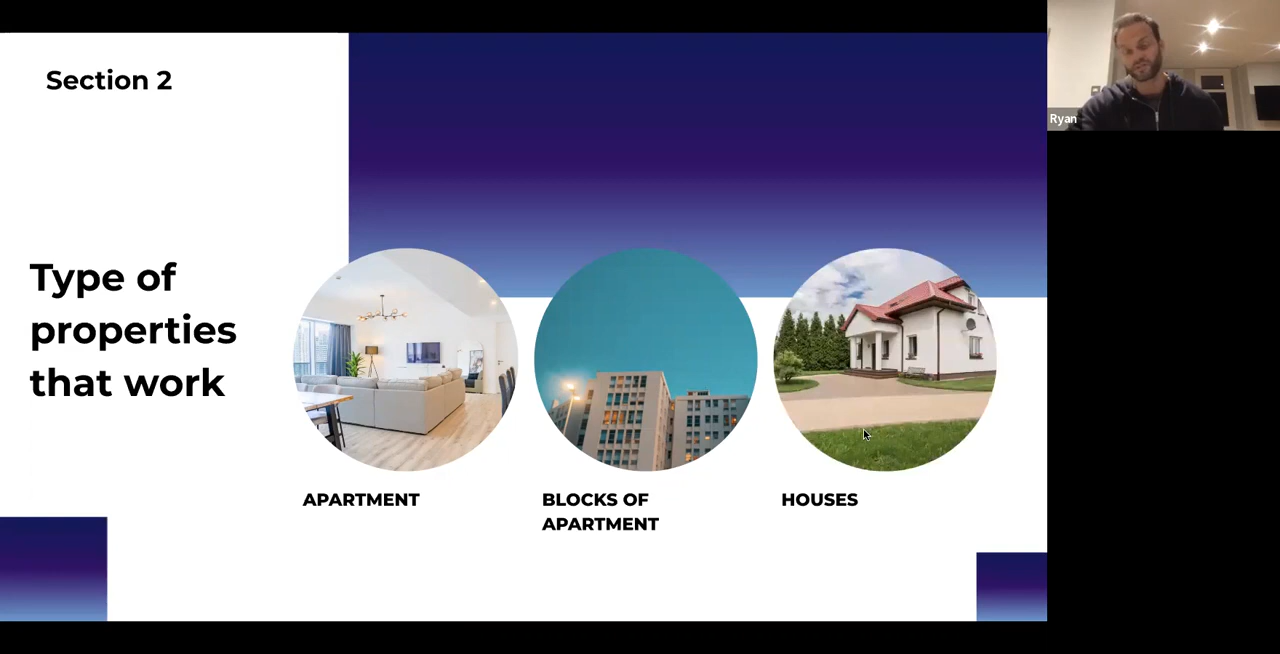 Section 2
Ryan
Type of
properties
that work
APARTMENT
BLOCKS OF
APARTMENT
HOUSES